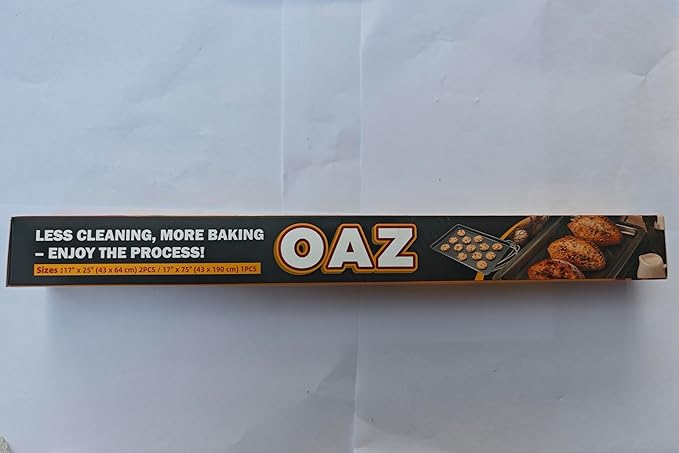 LESS CLEANING, MORE BAKING
– ENJOY THE PROCESS!
Sizes : 17" x 25" (43 x 64 cm) 2PCS / 17" x 75" (43 x 190 cm) 1PCS
OAZ